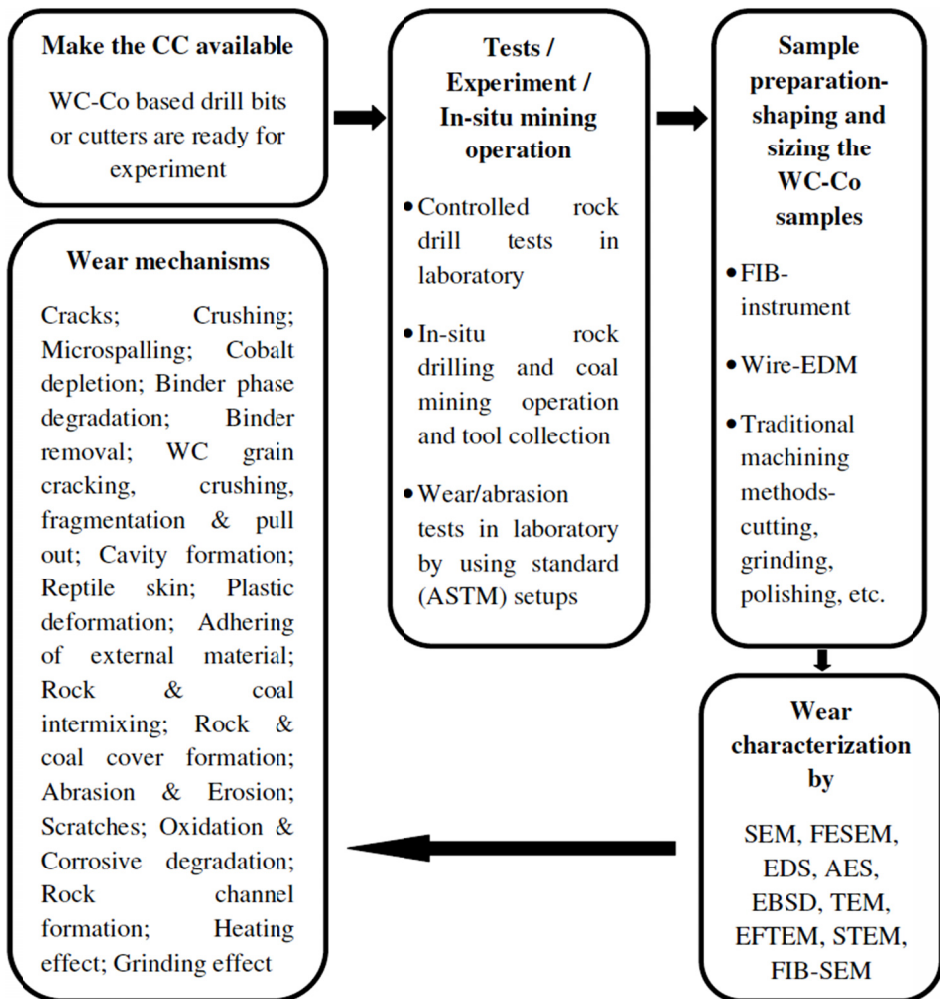 Make the CC available
WC-Co based drill bits
or cutters are ready for
experiment
Tests /
Experiment /
In-situ mining
operation
• Controlled rock
drill tests in
laboratory
• In-situ rock
drilling and coal
mining operation
and tool collection
• Wear/abrasion
tests in laboratory
by using standard
(ASTM) setups
Sample
preparation-
shaping and
sizing the
WC-Co
samples
• FIB-
instrument
• Wire-EDM
• Traditional
machining
methods-
cutting,
grinding,
polishing, etc.
Wear
characterization
by
SEM, FESEM,
EDS, AES,
EBSD, TEM,
EFTEM, STEM,
FIB-SEM
Wear mechanisms
Cracks; Crushing;
Microspalling; Cobalt
depletion; Binder phase
degradation; Binder
removal; WC grain
cracking, crushing,
fragmentation & pull
out; Cavity formation;
Reptile skin; Plastic
deformation; Adhering
of external material;
Rock & coal
intermixing; Rock &
coal cover formation;
Abrasion & Erosion;
Scratches; Oxidation &
Corrosive degradation;
Rock channel
formation; Heating
effect; Grinding effect